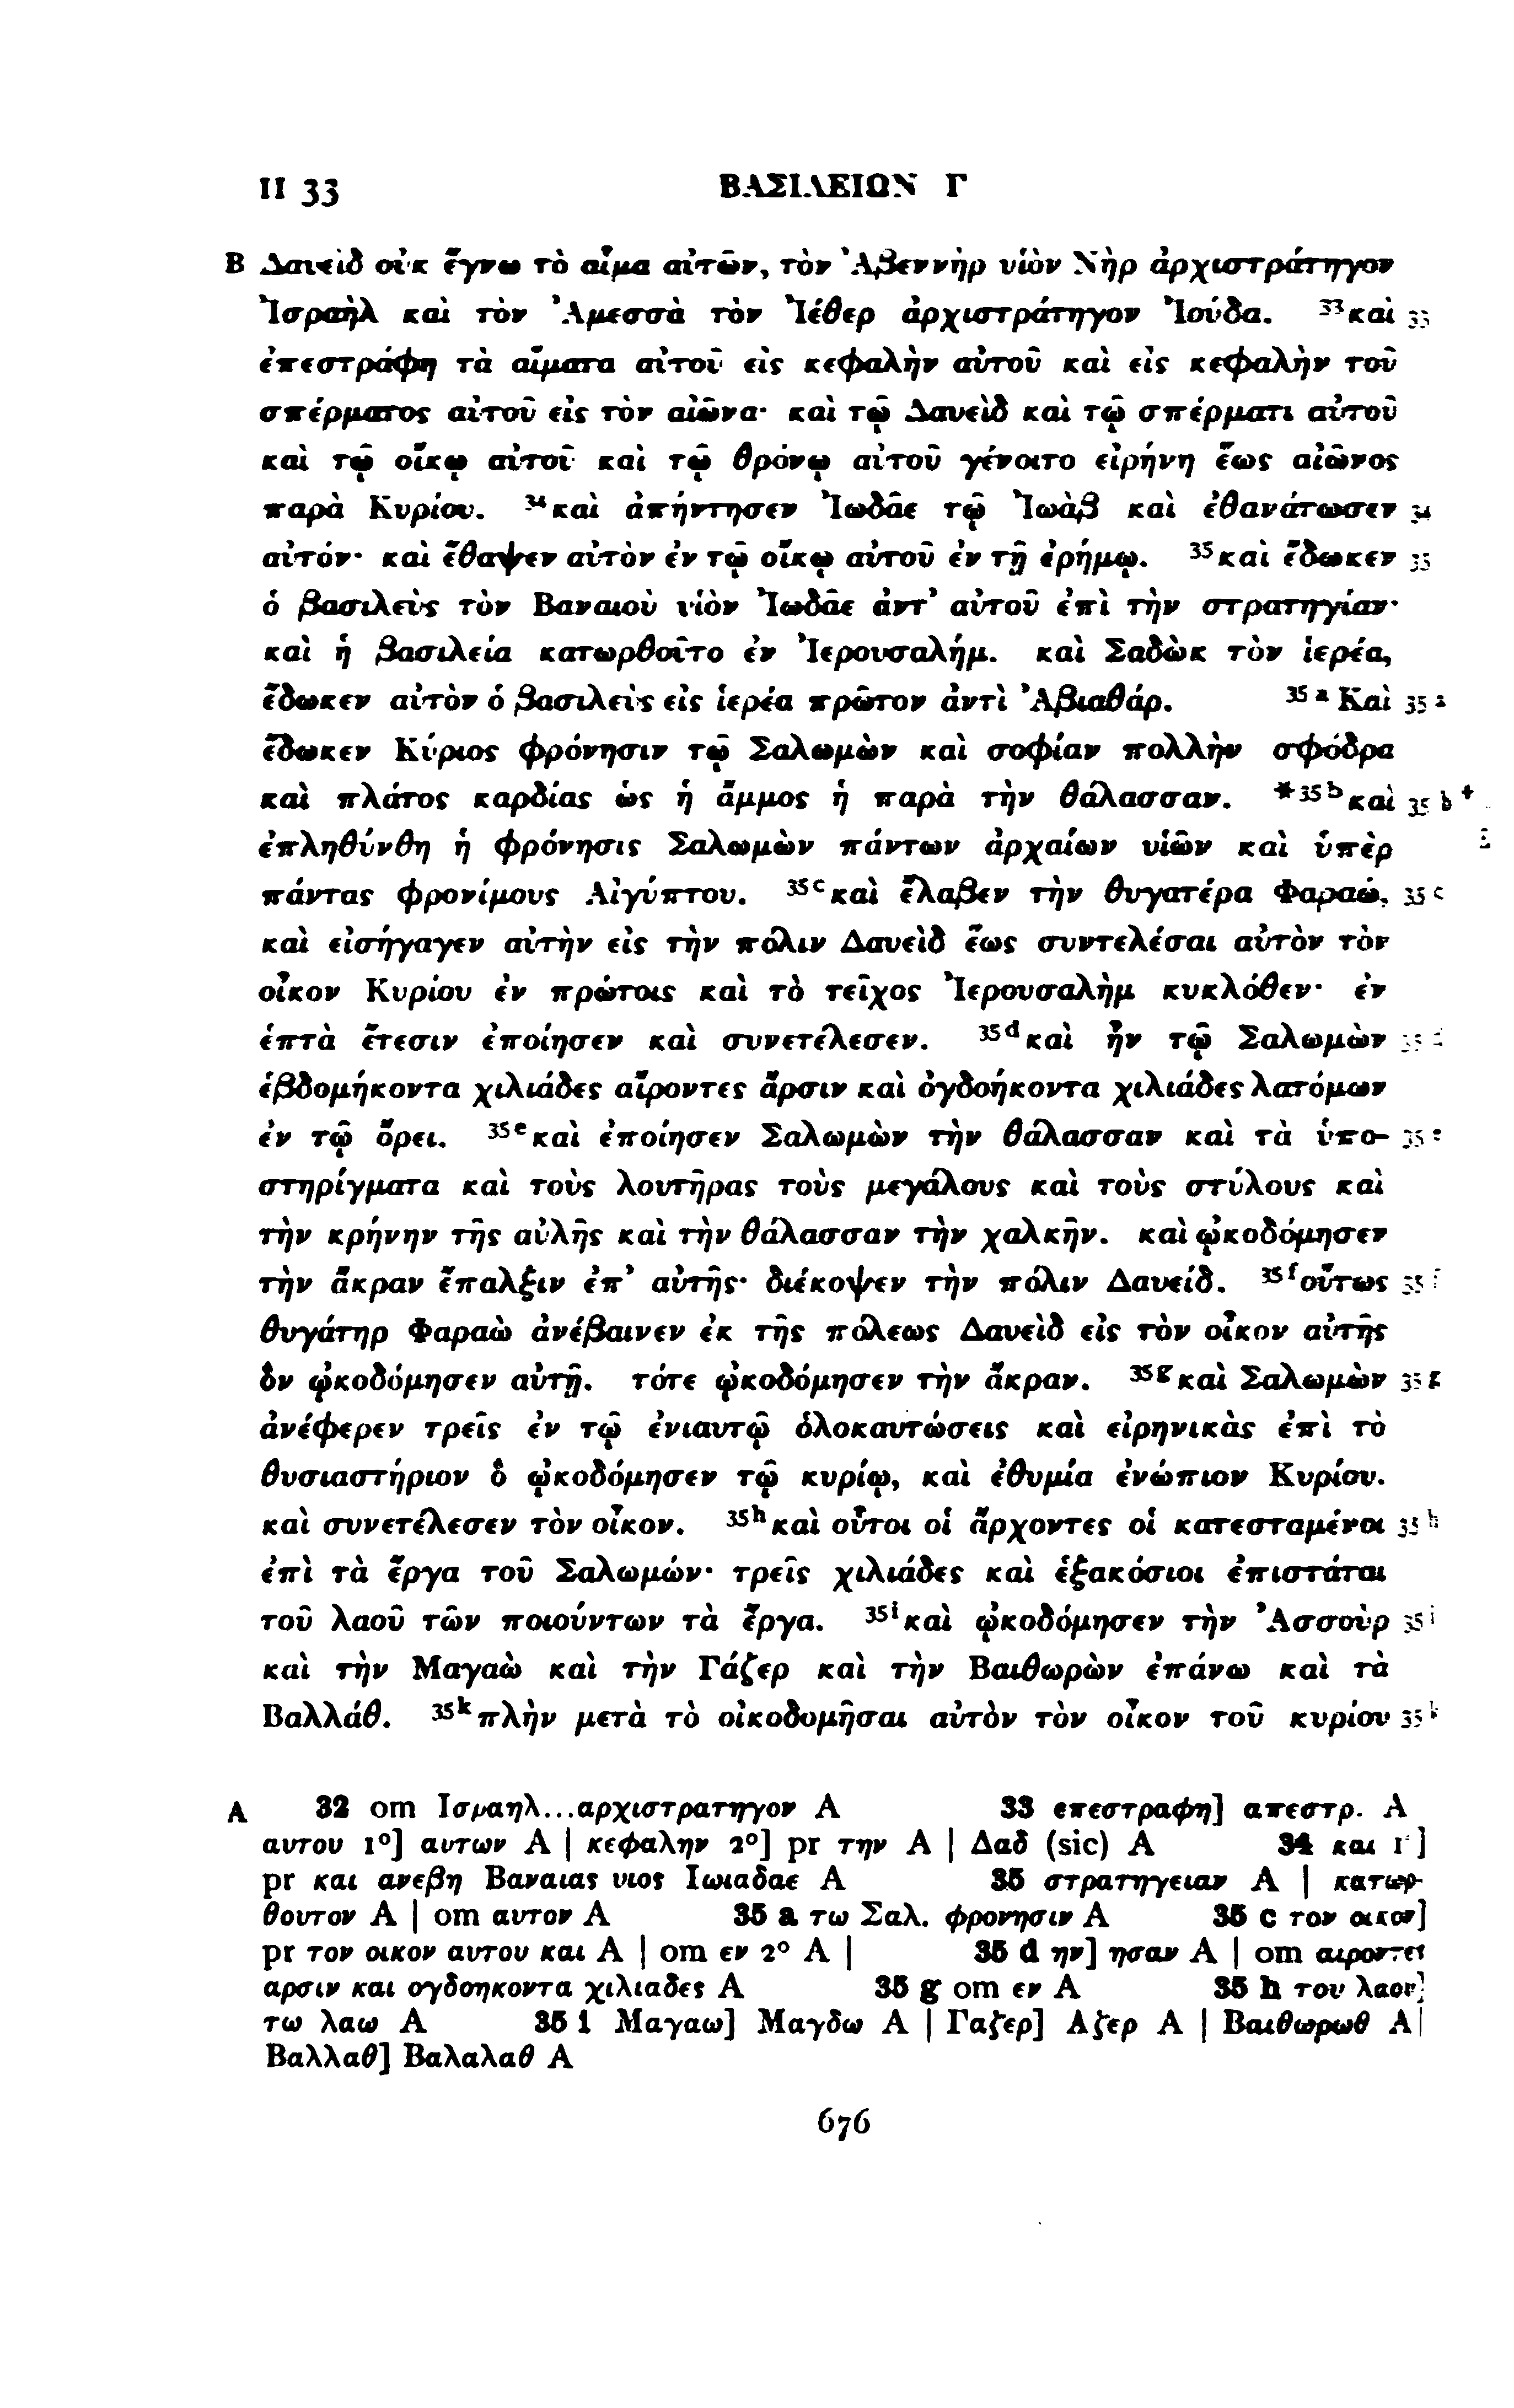 II 33 ΒΑΣΙΛΕΙΩΝ Γ
B Δαυεὶδ οὐκ ἔγνω τὸ αἷμα αὐτῶν, τὸν Ἀβεννὴρ υἱὸν Νὴρ ἀρχιστράτηγον
Ἰσραὴλ καὶ τὸν Ἀμεσσὰ τὸν Ἰέθερ ἀρχιστράτηγον Ἰούδα. ³³καὶ 33
ἐπεστράφη τὰ αἵματα αὐτοῦ εἰς κεφαλὴν αὐτοῦ καὶ εἰς κεφαλὴν τοῦ
σπέρματος αὐτοῦ εἰς τὸν αἰῶνα· καὶ τῷ Δαυεὶδ καὶ τῷ σπέρματι αὐτοῦ
καὶ τῷ οἴκῳ αὐτοῦ καὶ τῷ θρόνῳ αὐτοῦ γένοιτο εἰρήνη ἕως αἰῶνος
παρὰ Κυρίου. ³⁴καὶ ἀπήντησεν Ἰωδᾶε τῷ Ἰωὰβ καὶ ἐθανάτωσεν 34
αὐτόν· καὶ ἔθαψεν αὐτὸν ἐν τῷ οἴκῳ αὐτοῦ ἐν τῇ ἐρήμῳ. ³⁵καὶ ἔδωκεν 35
ὁ βασιλεὺς τὸν Βαναιοὺ υἱὸν Ἰωδᾶε ἀντ’ αὐτοῦ ἐπὶ τὴν στρατηγίαν·
καὶ ἡ βασιλεία κατωρθοῦτο ἐν Ἰερουσαλήμ. καὶ Σαδὼκ τὸν ἱερέα,
ἔδωκεν αὐτὸν ὁ βασιλεὺς εἰς ἱερέα πρῶτον ἀντὶ Ἀβιαθάρ. ³⁵ᵃ Καὶ 35 a
ἔδωκεν Κύριος φρόνησιν τῷ Σαλωμὼν καὶ σοφίαν πολλὴν σφόδρα
καὶ πλάτος καρδίας ὡς ἡ ἄμμος ἡ παρὰ τὴν θάλασσαν. *³⁵ᵇκαὶ 35 b *
ἐπληθύνθη ἡ φρόνησις Σαλωμὼν πάντων ἀρχαίων υἱῶν καὶ ὑπὲρ
πάντας φρονίμους Αἰγύπτου. ³⁵ᶜκαὶ ἔλαβεν τὴν θυγατέρα Φαραώ, 35 c
καὶ εἰσήγαγεν αὐτὴν εἰς τὴν πόλιν Δαυεὶδ ἕως συντελέσαι αὐτὸν τὸν
οἶκον Κυρίου ἐν πρώτοις καὶ τὸ τεῖχος Ἰερουσαλὴμ κυκλόθεν· ἐν
ἑπτὰ ἔτεσιν ἐποίησεν καὶ συνετέλεσεν. ³⁵ᵈκαὶ ἦν τῷ Σαλωμὼν 35 d
ἑβδομήκοντα χιλιάδες αἴροντες ἄρσιν καὶ ὀγδοήκοντα χιλιάδες λατόμων
ἐν τῷ ὄρει. ³⁵ᵉκαὶ ἐποίησεν Σαλωμὼν τὴν θάλασσαν καὶ τὰ ὑπο- 35 e
στηρίγματα καὶ τοὺς λουτῆρας τοὺς μεγάλους καὶ τοὺς στύλους καὶ
τὴν κρήνην τῆς αὐλῆς καὶ τὴν θάλασσαν τὴν χαλκῆν. καὶ ᾠκοδόμησεν
τὴν ἄκραν ἔπαλξιν ἐπ’ αὐτῆς· διέκοψεν τὴν πόλιν Δαυείδ. ³⁵ᶠοὕτως 35 f
θυγάτηρ Φαραὼ ἀνέβαινεν ἐκ τῆς πόλεως Δαυεὶδ εἰς τὸν οἶκον αὐτῆς
ὃν ᾠκοδόμησεν αὐτῇ. τότε ᾠκοδόμησεν τὴν ἄκραν. ³⁵ᵍκαὶ Σαλωμὼν 35 g
ἀνέφερεν τρεῖς ἐν τῷ ἐνιαυτῷ ὁλοκαυτώσεις καὶ εἰρηνικὰς ἐπὶ τὸ
θυσιαστήριον ὃ ᾠκοδόμησεν τῷ κυρίῳ, καὶ ἐθυμία ἐνώπιον Κυρίου.
καὶ συνετέλεσεν τὸν οἶκον. ³⁵ʰκαὶ οὗτοι οἱ ἄρχοντες οἱ κατεσταμένοι 35 h
ἐπὶ τὰ ἔργα τοῦ Σαλωμών· τρεῖς χιλιάδες καὶ ἑξακόσιοι ἐπιστάται
τοῦ λαοῦ τῶν ποιούντων τὰ ἔργα. ³⁵ⁱκαὶ ᾠκοδόμησεν τὴν Ἀσσοὺρ 35 i
καὶ τὴν Μαγαὼ καὶ τὴν Γάζερ καὶ τὴν Βαιθωρὼν ἐπάνω καὶ τὰ
Βαλλάθ. ³⁵ᵏπλὴν μετὰ τὸ οἰκοδομῆσαι αὐτὸν τὸν οἶκον τοῦ κυρίου 35 k
A 32 om Ισραηλ...αρχιστρατηγον A 33 επεστραφη] απεστρ. A
αυτου 1º] αυτων A | κεφαλην 2º] pr την A | Δαδ (sic) A 34 και 1º]
pr και ανεβη Βαναιας υιος Ιωιαδαε A 35 στρατηγειαν A | κατωρ-
θουτον A | om αυτον A 35 a τω Σαλ. φρονησιν A 35 c τον οικον]
pr τον οικον αυτου και A | om εν 2º A | 35 d ην] ησαν A | om αιροντες
αρσιν και ογδοηκοντα χιλιαδες A 35 g om εν A 35 h του λαου]
τω λαω A 35 i Μαγαω] Μαγδω A | Γαζερ] Αζερ A | Βαιθωρωθ A |
Βαλλαθ] Βαλαλαθ A
676